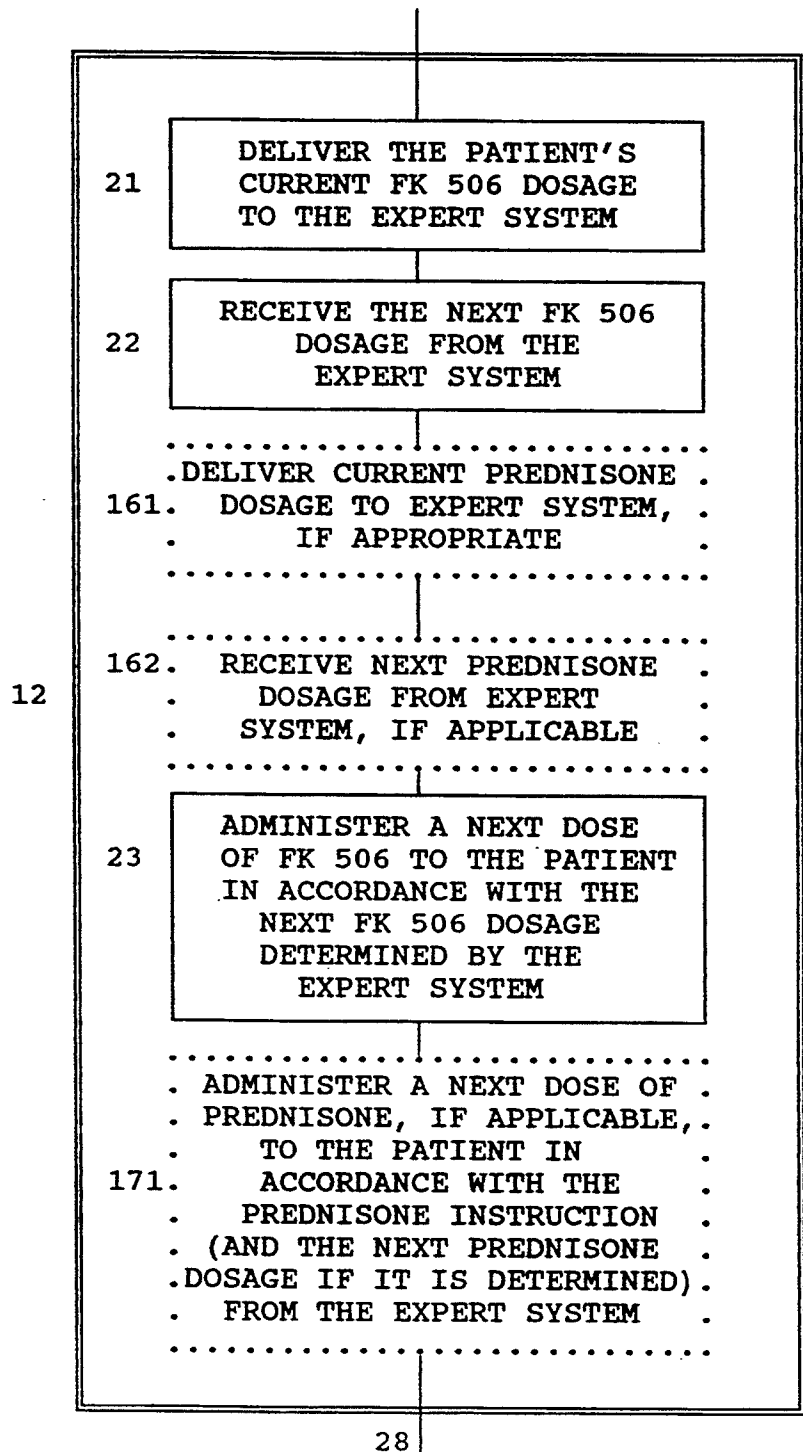 DELIVER THE PATIENT'S
21 CURRENT FK 506 DOSAGE
TO THE EXPERT SYSTEM
RECEIVE THE NEXT FK 506
22 DOSAGE FROM THE
EXPERT SYSTEM
DELIVER CURRENT PREDNISONE
161. DOSAGE TO EXPERT SYSTEM,
IF APPROPRIATE
162. RECEIVE NEXT PREDNISONE
12 DOSAGE FROM EXPERT
SYSTEM, IF APPLICABLE
ADMINISTER A NEXT DOSE
23 OF FK 506 TO THE PATIENT
IN ACCORDANCE WITH THE
NEXT FK 506 DOSAGE
DETERMINED BY THE
EXPERT SYSTEM
ADMINISTER A NEXT DOSE OF
PREDNISONE, IF APPLICABLE,
TO THE PATIENT IN
171. ACCORDANCE WITH THE
PREDNISONE INSTRUCTION
(AND THE NEXT PREDNISONE
DOSAGE IF IT IS DETERMINED)
FROM THE EXPERT SYSTEM
28